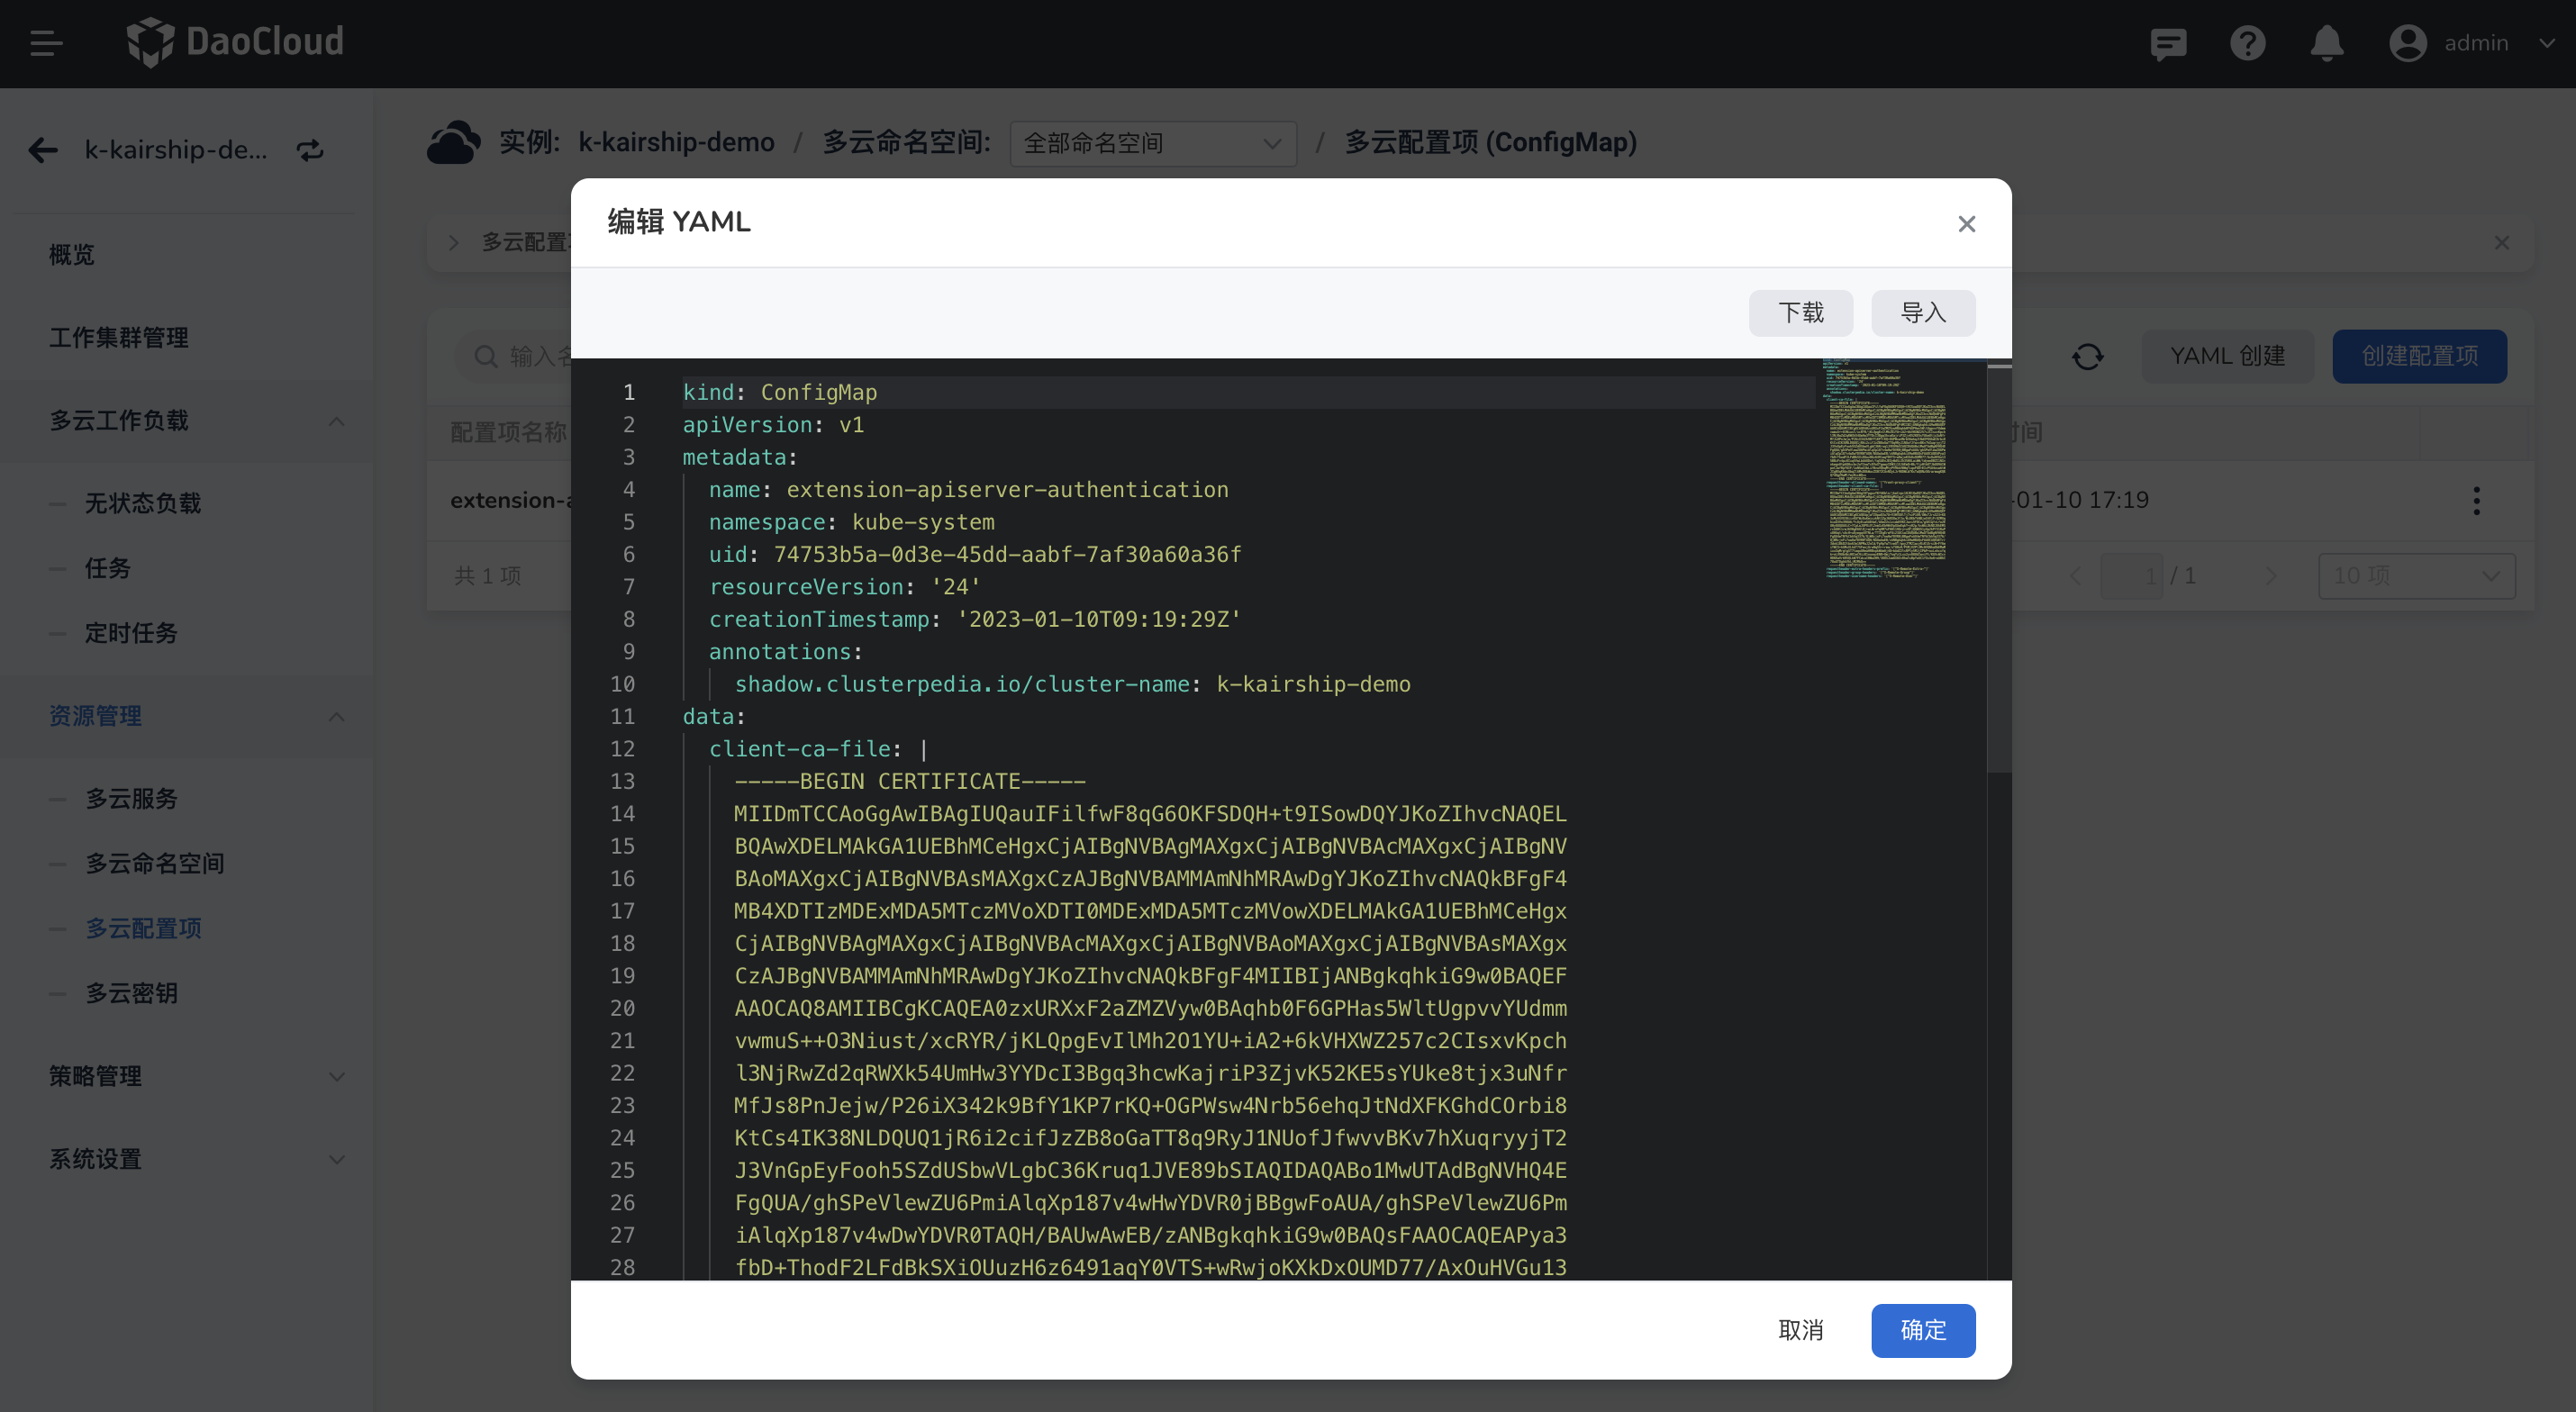 DaoCloud
admin
k-kairship-de...
实例: k-kairship-demo / 多云命名空间: 全部命名空间 / 多云配置项 (ConfigMap)
概览
工作集群管理
多云工作负载
无状态负载
任务
定时任务
资源管理
多云服务
多云命名空间
多云配置项
多云密钥
策略管理
系统设置
多云配置
输入名
YAML 创建
创建配置项
配置项名称
时间
extension-a
-01-10 17:19
共 1 项
1 / 1
10 项
编辑 YAML
下载
导入
1 kind: ConfigMap
2 apiVersion: v1
3 metadata:
4 name: extension-apiserver-authentication
5 namespace: kube-system
6 uid: 74753b5a-0d3e-45dd-aabf-7af30a60a36f
7 resourceVersion: '24'
8 creationTimestamp: '2023-01-10T09:19:29Z'
9 annotations:
10 shadow.clusterpedia.io/cluster-name: k-kairship-demo
11 data:
12 client-ca-file: |
13 -----BEGIN CERTIFICATE-----
14 MIIDmTCCAoGgAwIBAgIUQauIFilfwF8qG6OKFSDQH+t9ISowDQYJKoZIhvcNAQEL
15 BQAwXDELMAkGA1UEBhMCeHgxCjAIBgNVBAgMAXgxCjAIBgNVBAcMAXgxCjAIBgNV
16 BAoMAXgxCjAIBgNVBAsMAXgxCzAJBgNVBAMMAmNhMRAwDgYJKoZIhvcNAQkBFgF4
17 MB4XDTIzMDExMDA5MTczMVoXDTI0MDExMDA5MTczMVowXDELMAkGA1UEBhMCeHgx
18 CjAIBgNVBAgMAXgxCjAIBgNVBAcMAXgxCjAIBgNVBAoMAXgxCjAIBgNVBAsMAXgx
19 CzAJBgNVBAMMAmNhMRAwDgYJKoZIhvcNAQkBFgF4MIIBIjANBgkqhkiG9w0BAQEF
20 AAOCAQ8AMIIBCgKCAQEA0zxURXxF2aZMZVyw0BAqhb0F6GPHas5WltUgpvvYUdmm
21 vwmuS++O3Niust/xcRYR/jKLQpgEvIlMh2O1YU+iA2+6kVHXWZ257c2CIsxvKpch
22 l3NjRwZd2qRWXk54UmHw3YYDcI3Bgq3hcwKajriP3ZjvK52KE5sYUke8tjx3uNfr
23 MfJs8PnJejw/P26iX342k9BfY1KP7rKQ+OGPWsw4Nrb56ehqJtNdXFKGhdCOrbi8
24 KtCs4IK38NLDQUQ1jR6i2cifJzZB8oGaTT8q9RyJ1NUofJfwvvBKv7hXuqryyjT2
25 J3VnGpEyFooh5SZdUSbwVLgbC36Kruq1JVE89bSIAQIDAQABo1MwUTAdBgNVHQ4E
26 FgQUA/ghSPeVlewZU6PmiAlqXp187v4wHwYDVR0jBBgwFoAUA/ghSPeVlewZU6Pm
27 iAlqXp187v4wDwYDVR0TAQH/BAUwAwEB/zANBgkqhkiG9w0BAQsFAAOCAQEAPya3
28 fbD+ThodF2LFdBkSXiOUuzH6z6491aqY0VTS+wRwjoKXkDxOUMD77/AxOuHVGu13
取消
确定